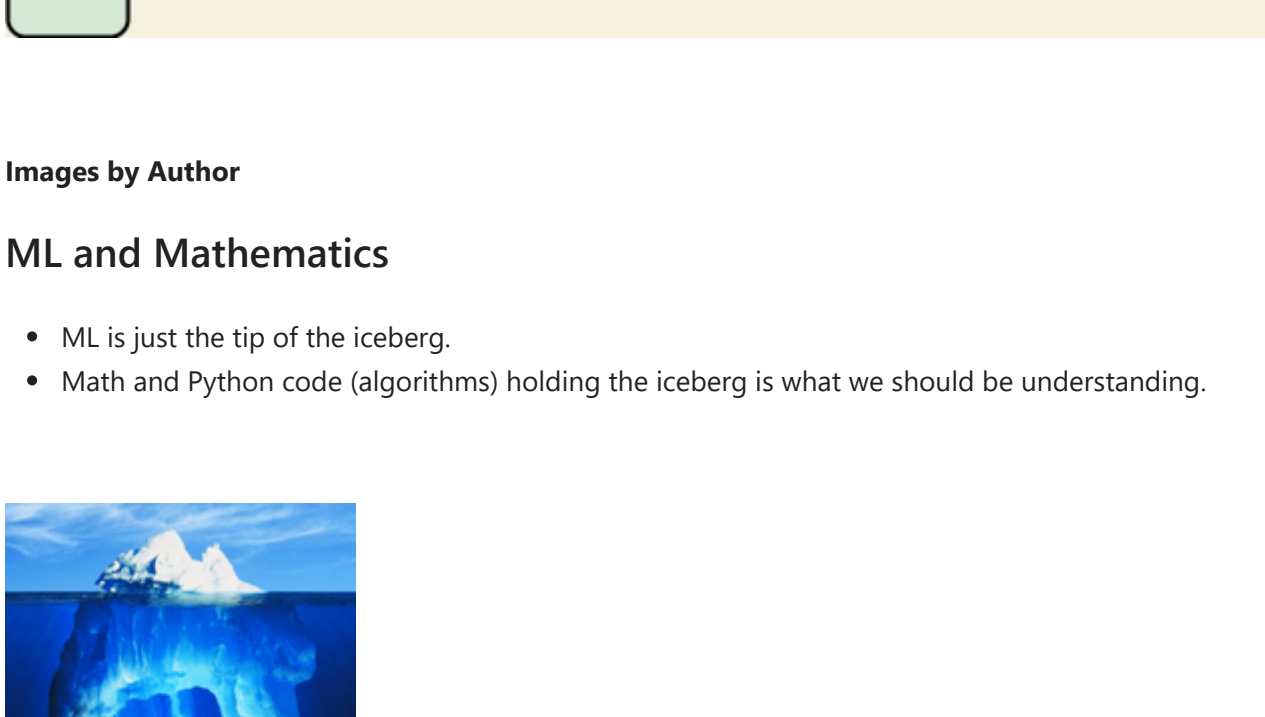 Images by Author
ML and Mathematics
ML is just the tip of the iceberg.
Math and Python code (algorithms) holding the iceberg is what we should be understanding.